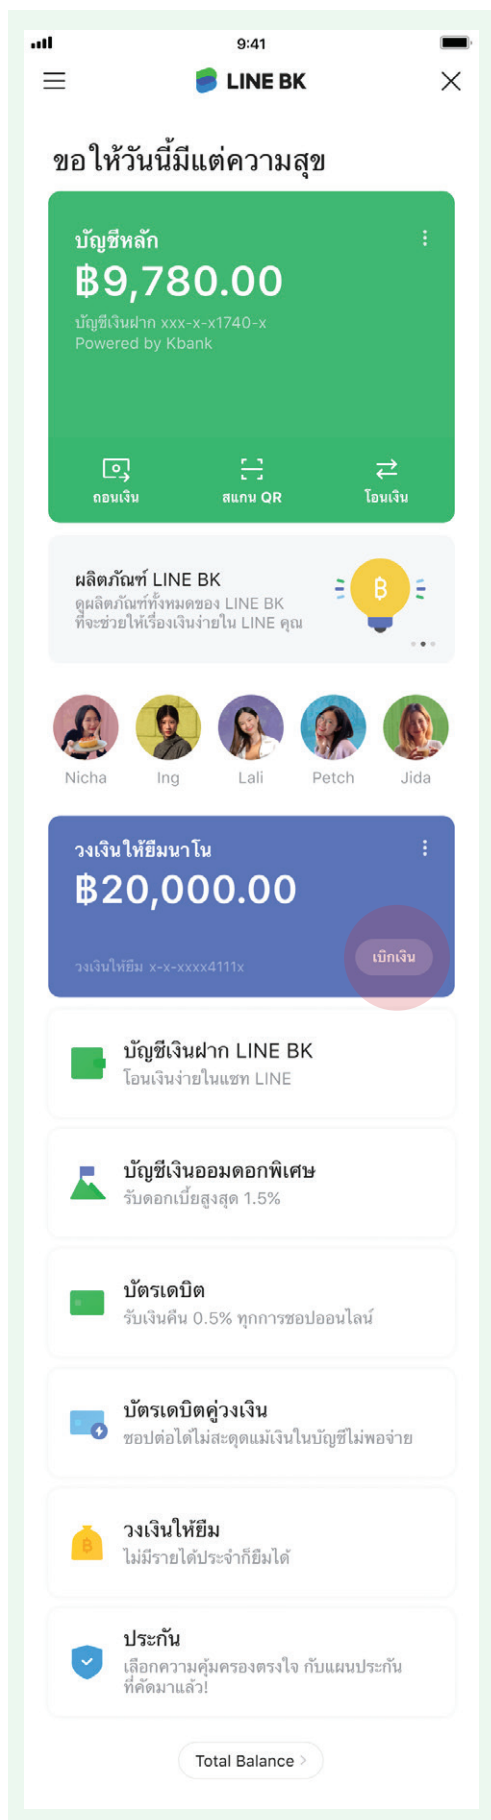 9:41
LINE BK
ขอให้วันนี้มีแต่ความสุข
บัญชีหลัก
฿9,780.00
บัญชีเงินฝาก xxx-x-x1740-x
Powered by Kbank
ถอนเงิน สแกน QR โอนเงิน
ผลิตภัณฑ์ LINE BK
ดูผลิตภัณฑ์ทั้งหมดของ LINE BK
ที่จะช่วยให้เรื่องเงินง่ายใน LINE คุณ
Nicha Ing Lali Petch Jida
วงเงินให้ยืมนาโน
฿20,000.00
วงเงินให้ยืม x-x-xxxx4111x
เบิกเงิน
บัญชีเงินฝาก LINE BK
โอนเงินง่ายในแชท LINE
บัญชีเงินออมดอกพิเศษ
รับดอกเบี้ยสูงสุด 1.5%
บัตรเดบิต
รับเงินคืน 0.5% ทุกการชอปออนไลน์
บัตรเดบิตคู่วงเงิน
ชอปต่อได้ไม่สะดุดแม้เงินในบัญชีไม่พอจ่าย
วงเงินให้ยืม
ไม่มีรายได้ประจำก็ยืมได้
ประกัน
เลือกความคุ้มครองตรงใจ กับแผนประกัน
ที่คัดมาแล้ว!
Total Balance